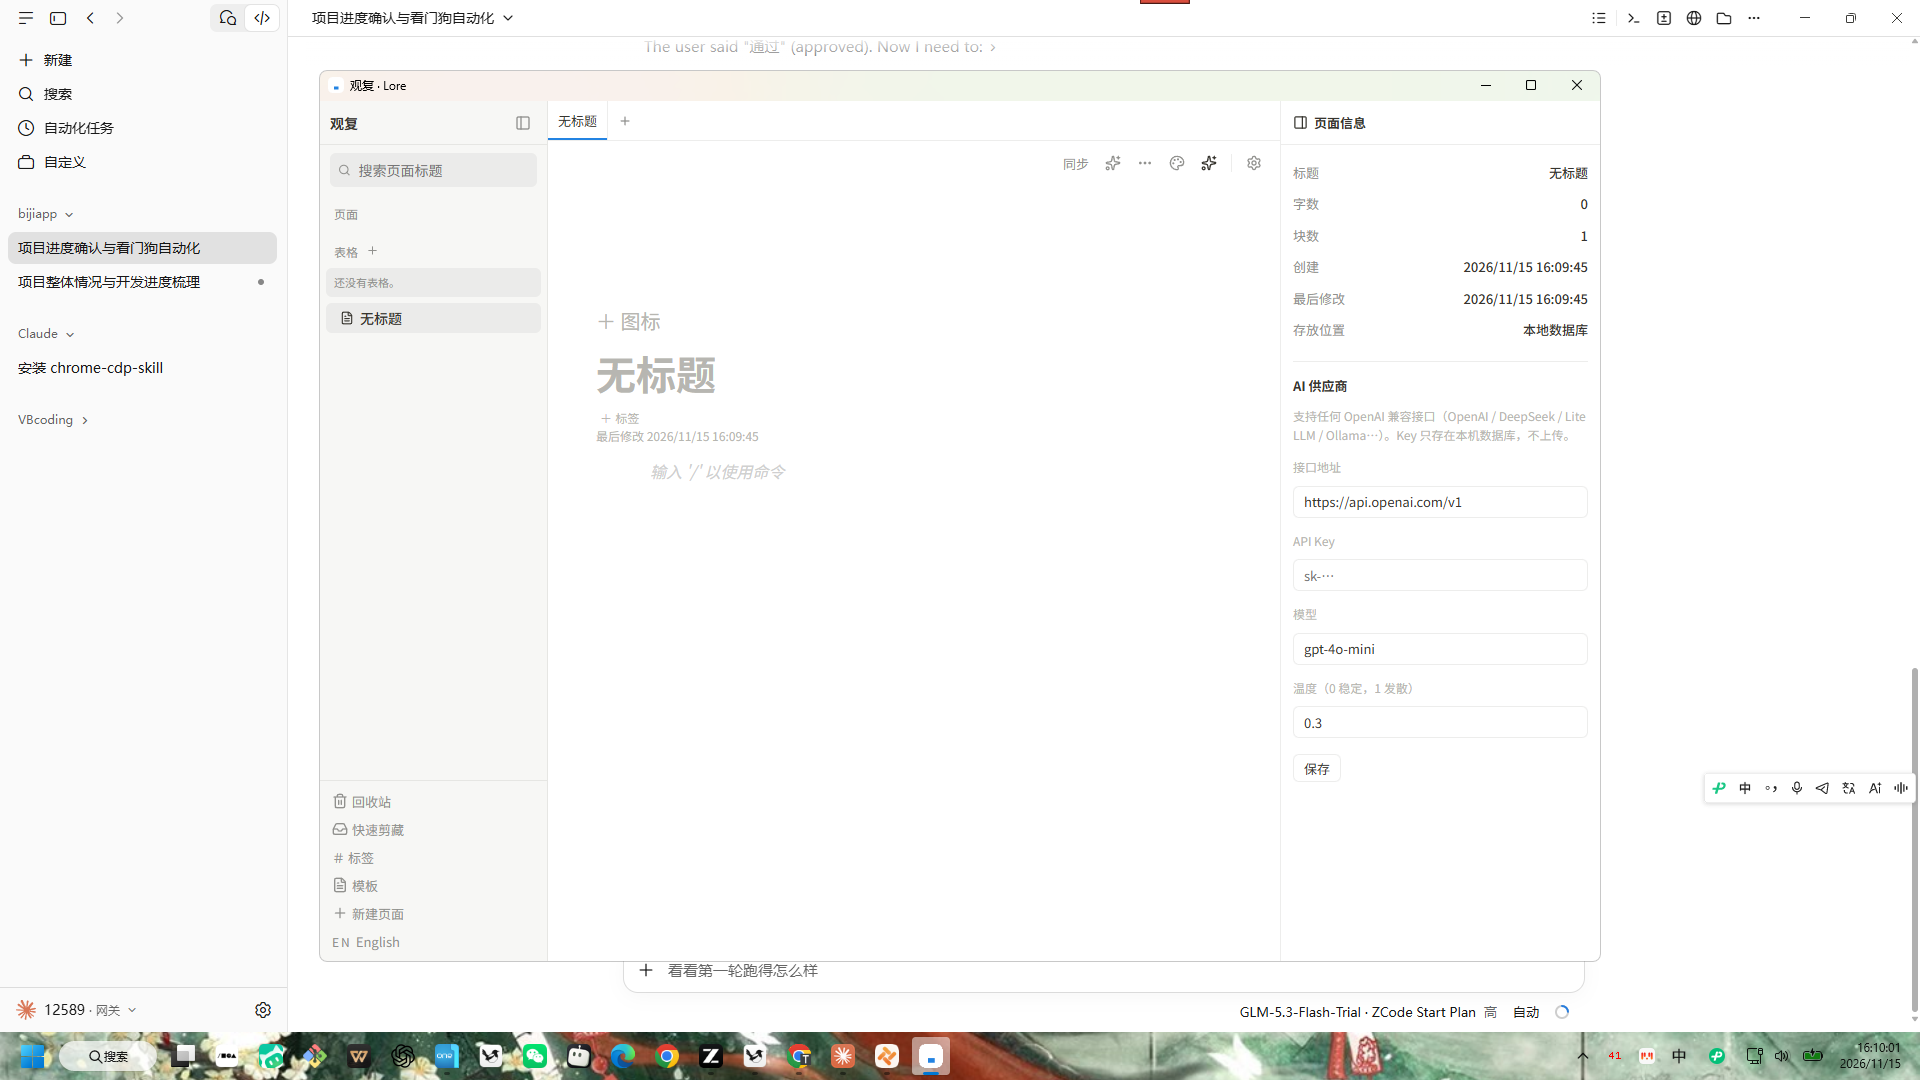 项目进度确认与看门狗自动化
新建
搜索
自动化任务
自定义
bijiapp
项目进度确认与看门狗自动化
项目整体情况与开发进度梳理
Claude
安装 chrome-cdp-skill
VBcoding
12589 · 网关
The user said "通过" (approved). Now I need to:
观复 · Lore
观复
搜索页面标题
页面
表格 +
还没有表格。
无标题
回收站
快速剪藏
# 标签
模板
新建页面
EN English
无标题
同步
图标
无标题
标签
最后修改 2026/11/15 16:09:45
输入 '/' 以使用命令
页面信息
标题 无标题
字数 0
块数 1
创建 2026/11/15 16:09:45
最后修改 2026/11/15 16:09:45
存放位置 本地数据库
AI 供应商
支持任何 OpenAI 兼容接口（OpenAI / DeepSeek / Lite
LLM / Ollama…）。Key 只存在本机数据库，不上传。
接口地址
https://api.openai.com/v1
API Key
sk-…
模型
gpt-4o-mini
温度（0 稳定，1 发散）
0.3
保存
看看第一轮跑得怎么样
GLM-5.3-Flash-Trial · ZCode Start Plan 高 自动
中
搜索
41
中
16:10:01
2026/11/15